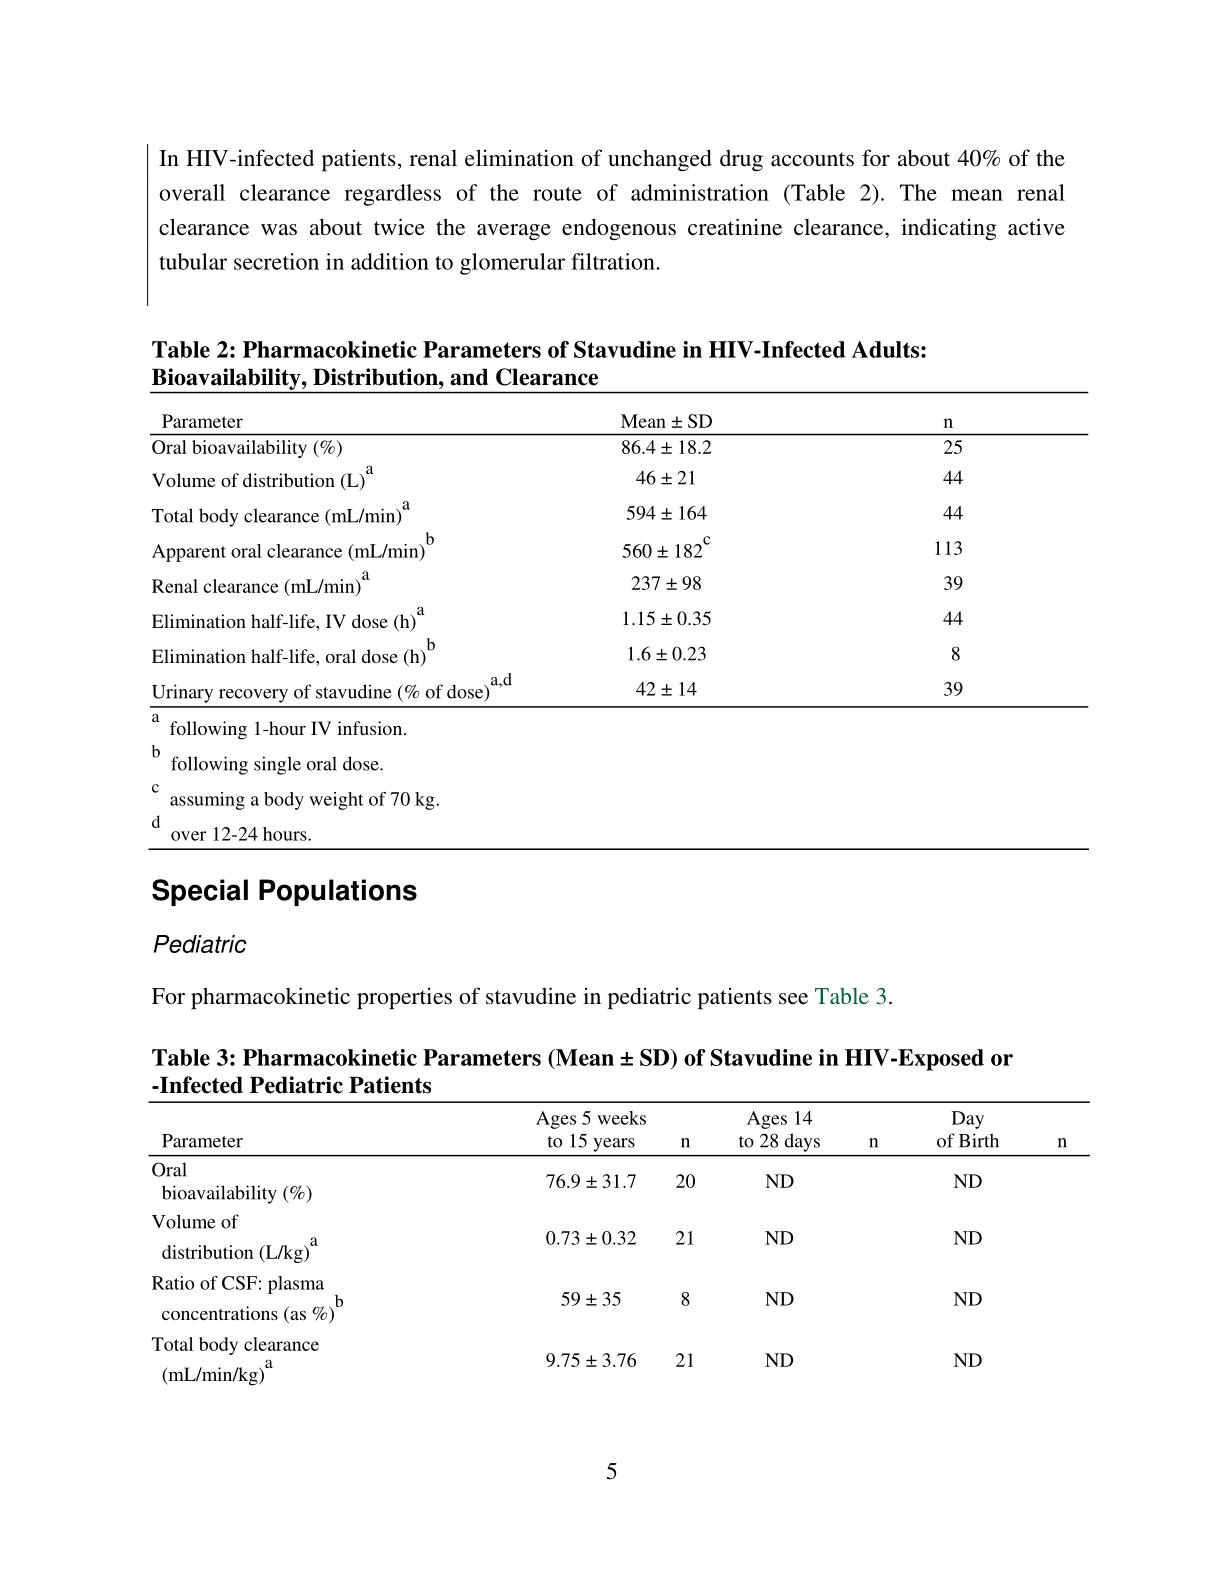 In HIV-infected patients, renal elimination of unchanged drug accounts for about 40% of the
overall clearance regardless of the route of administration (Table 2). The mean renal
clearance was about twice the average endogenous creatinine clearance, indicating active
tubular secretion in addition to glomerular filtration.
Table 2: Pharmacokinetic Parameters of Stavudine in HIV-Infected Adults:
Bioavailability, Distribution, and Clearance
Parameter Mean ± SD n
Oral bioavailability (%) 86.4 ± 18.2 25
Volume of distribution (L)a 46 ± 21 44
Total body clearance (mL/min)a 594 ± 164 44
Apparent oral clearance (mL/min)b 560 ± 182c 113
Renal clearance (mL/min)a 237 ± 98 39
Elimination half-life, IV dose (h)a 1.15 ± 0.35 44
Elimination half-life, oral dose (h)b 1.6 ± 0.23 8
Urinary recovery of stavudine (% of dose)a,d 42 ± 14 39
a following 1-hour IV infusion.
b following single oral dose.
c assuming a body weight of 70 kg.
d over 12-24 hours.
Special Populations
Pediatric
For pharmacokinetic properties of stavudine in pediatric patients see Table 3.
Table 3: Pharmacokinetic Parameters (Mean ± SD) of Stavudine in HIV-Exposed or
-Infected Pediatric Patients
Ages 5 weeks Ages 14 Day
Parameter to 15 years n to 28 days n of Birth n
Oral
bioavailability (%) 76.9 ± 31.7 20 ND ND
Volume of
distribution (L/kg)a 0.73 ± 0.32 21 ND ND
Ratio of CSF: plasma
concentrations (as %)b 59 ± 35 8 ND ND
Total body clearance
(mL/min/kg)a 9.75 ± 3.76 21 ND ND
5